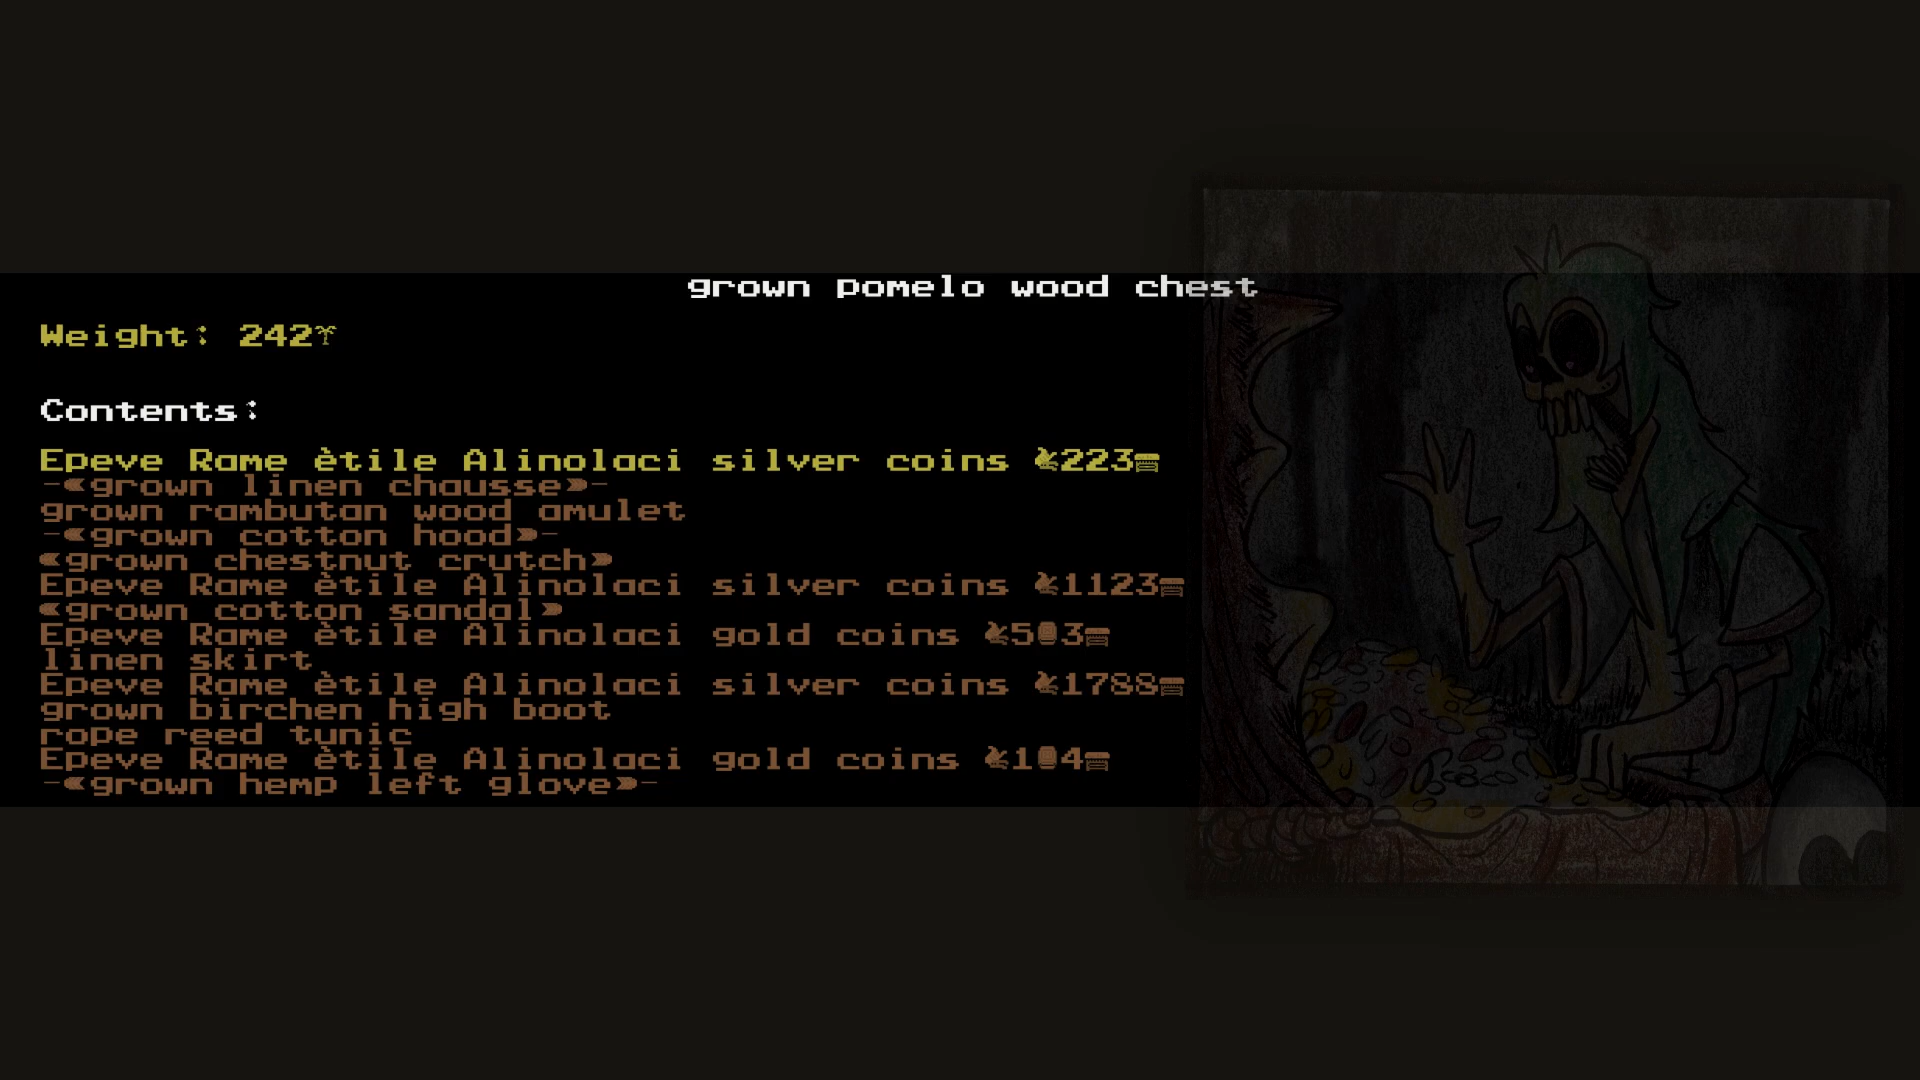 grown pomelo wood chest
Weight: 242
Contents:
Epeve Rame ètile Alinolaci silver coins 223
-«grown linen chausse»-
grown rambutan wood amulet
-«grown cotton hood»-
«grown chestnut crutch»
Epeve Rame ètile Alinolaci silver coins 1123
«grown cotton sandal»
Epeve Rame ètile Alinolaci gold coins 503
linen skirt
Epeve Rame ètile Alinolaci silver coins 1788
grown birchen high boot
rope reed tunic
Epeve Rame ètile Alinolaci gold coins 104
-«grown hemp left glove»-